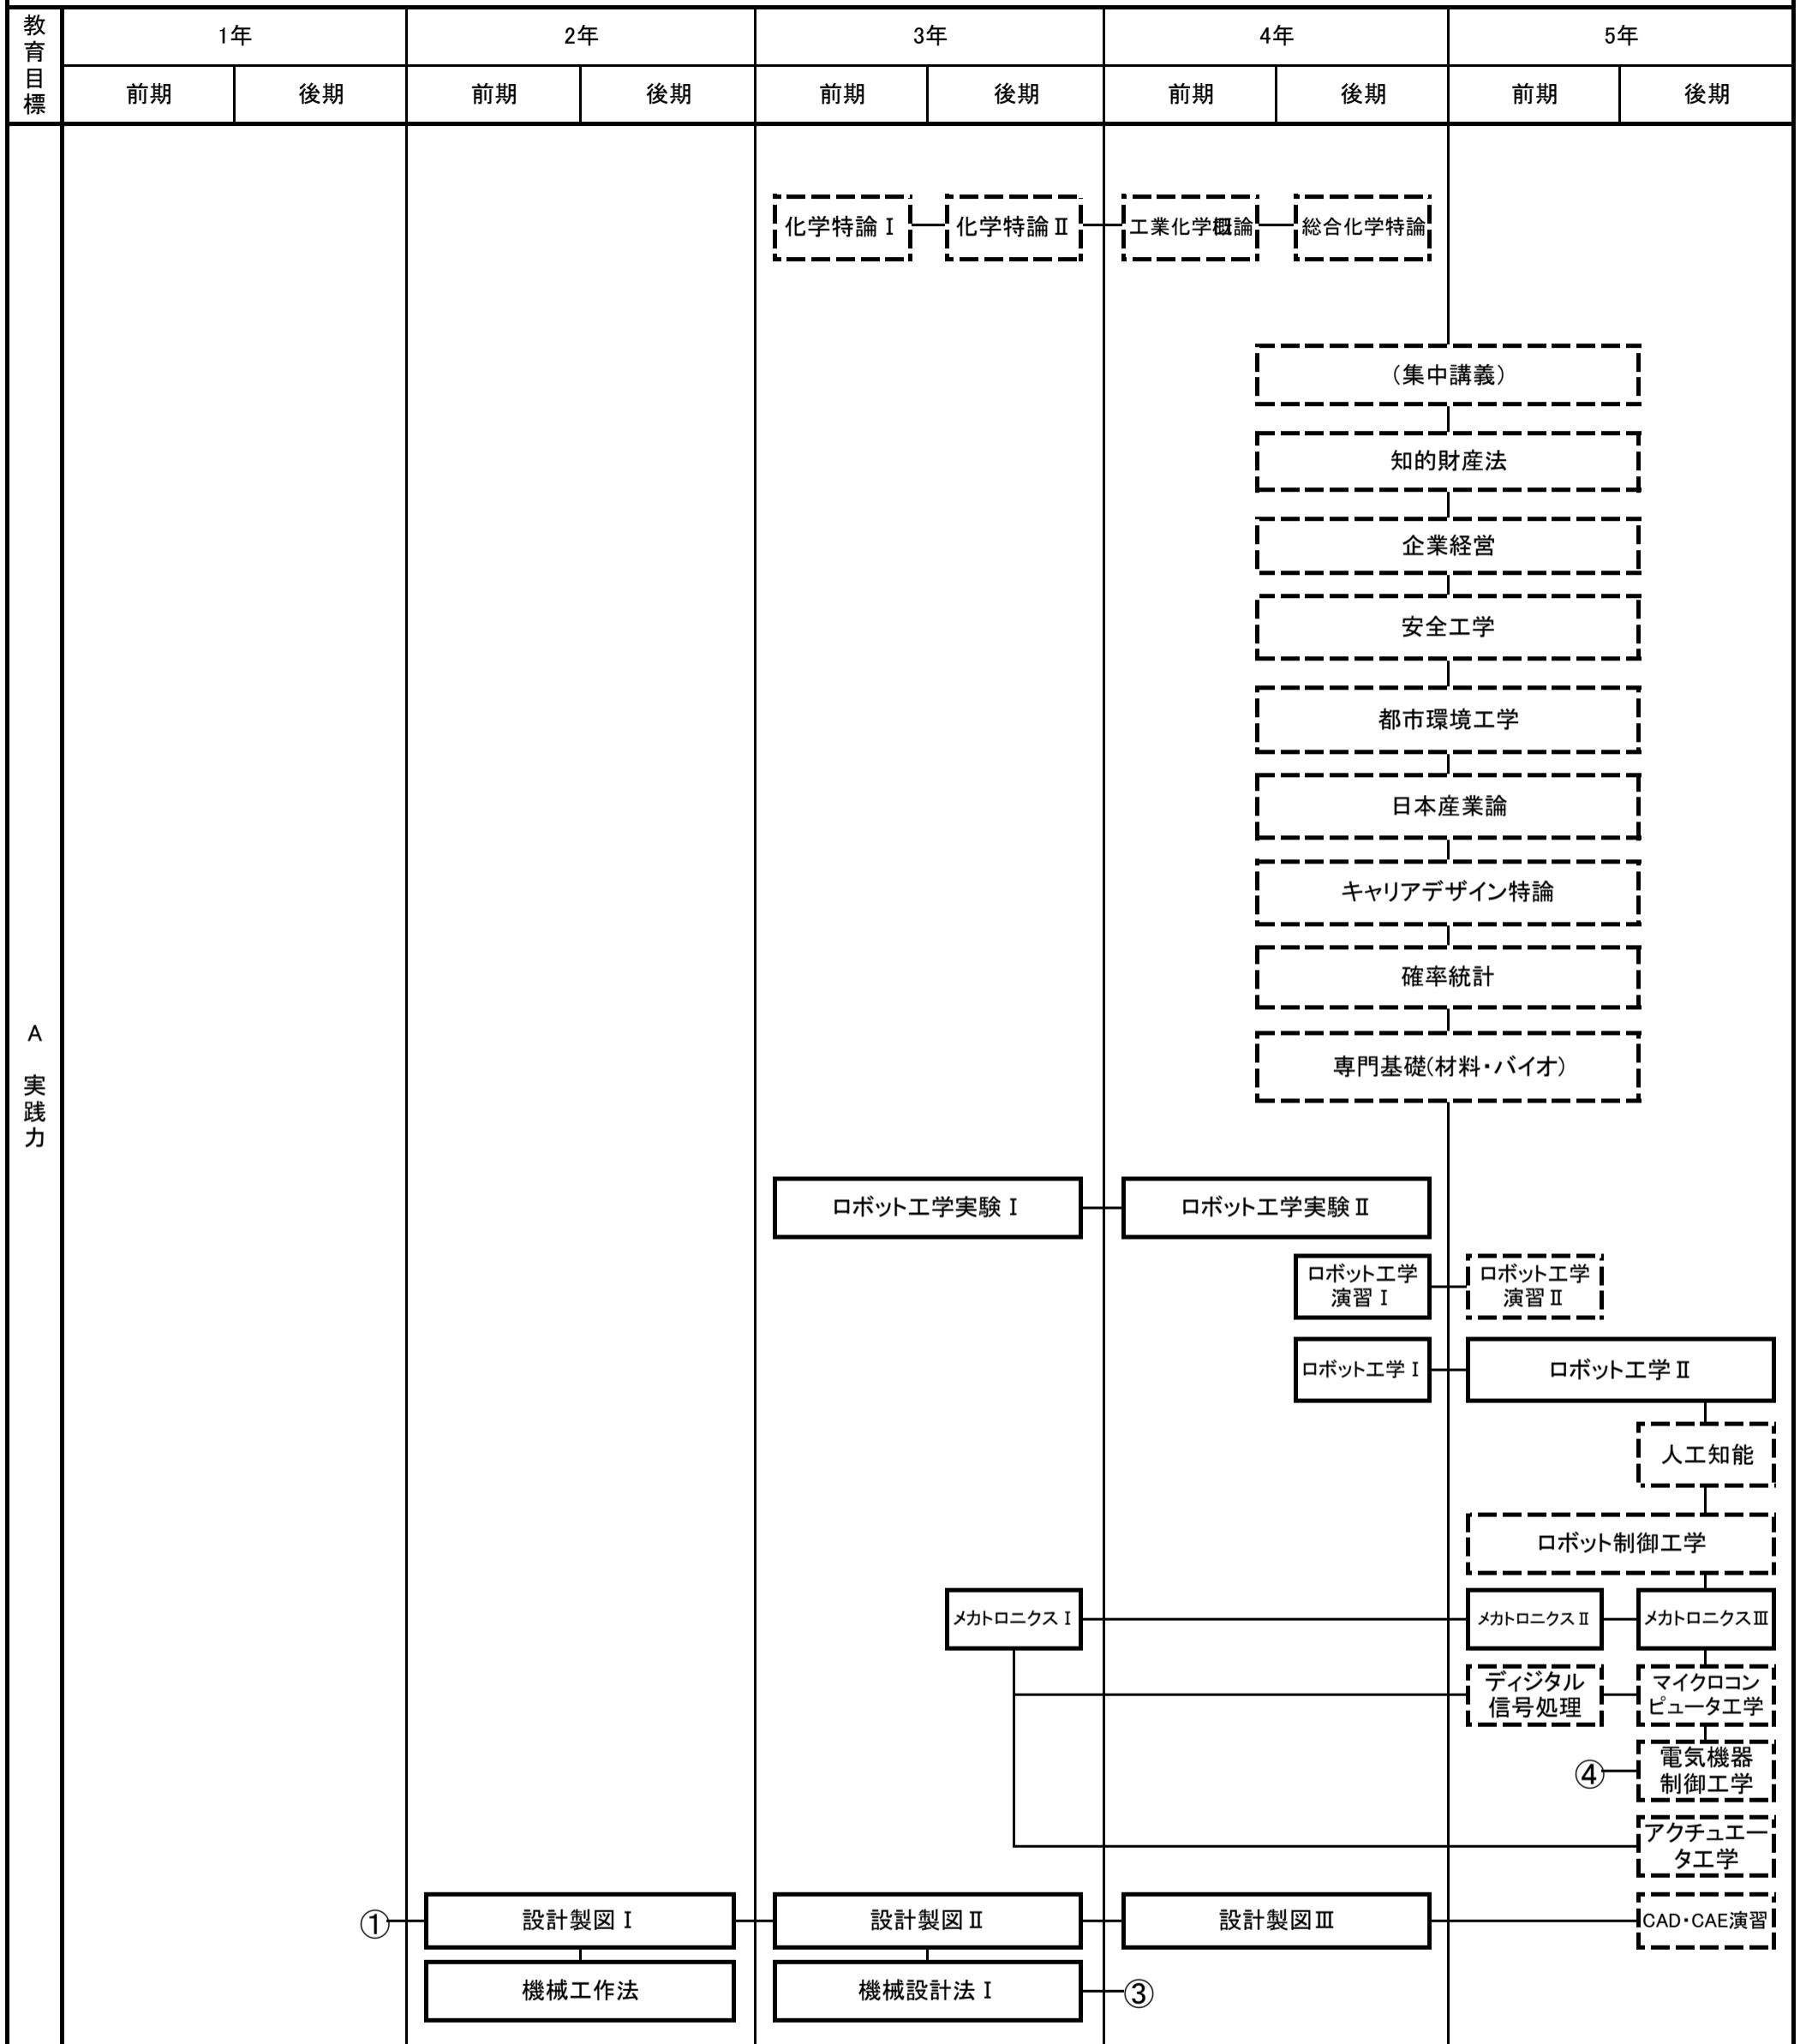 教育目標
1年
2年
3年
4年
5年
前期
後期
前期
後期
前期
後期
前期
後期
前期
後期
A 実践力
化学特論Ⅰ
化学特論Ⅱ
工業化学概論
総合化学特論
(集中講義)
知的財産法
企業経営
安全工学
都市環境工学
日本産業論
キャリアデザイン特論
確率統計
専門基礎(材料・バイオ)
ロボット工学実験Ⅰ
ロボット工学実験Ⅱ
ロボット工学
演習Ⅰ
ロボット工学
演習Ⅱ
ロボット工学Ⅰ
ロボット工学Ⅱ
人工知能
ロボット制御工学
メカトロニクスⅠ
メカトロニクスⅡ
メカトロニクスⅢ
ディジタル
信号処理
マイクロコン
ピュータ工学
④
電気機器
制御工学
アクチュエー
タ工学
①
設計製図Ⅰ
設計製図Ⅱ
設計製図Ⅲ
CAD・CAE演習
機械工作法
機械設計法Ⅰ
③